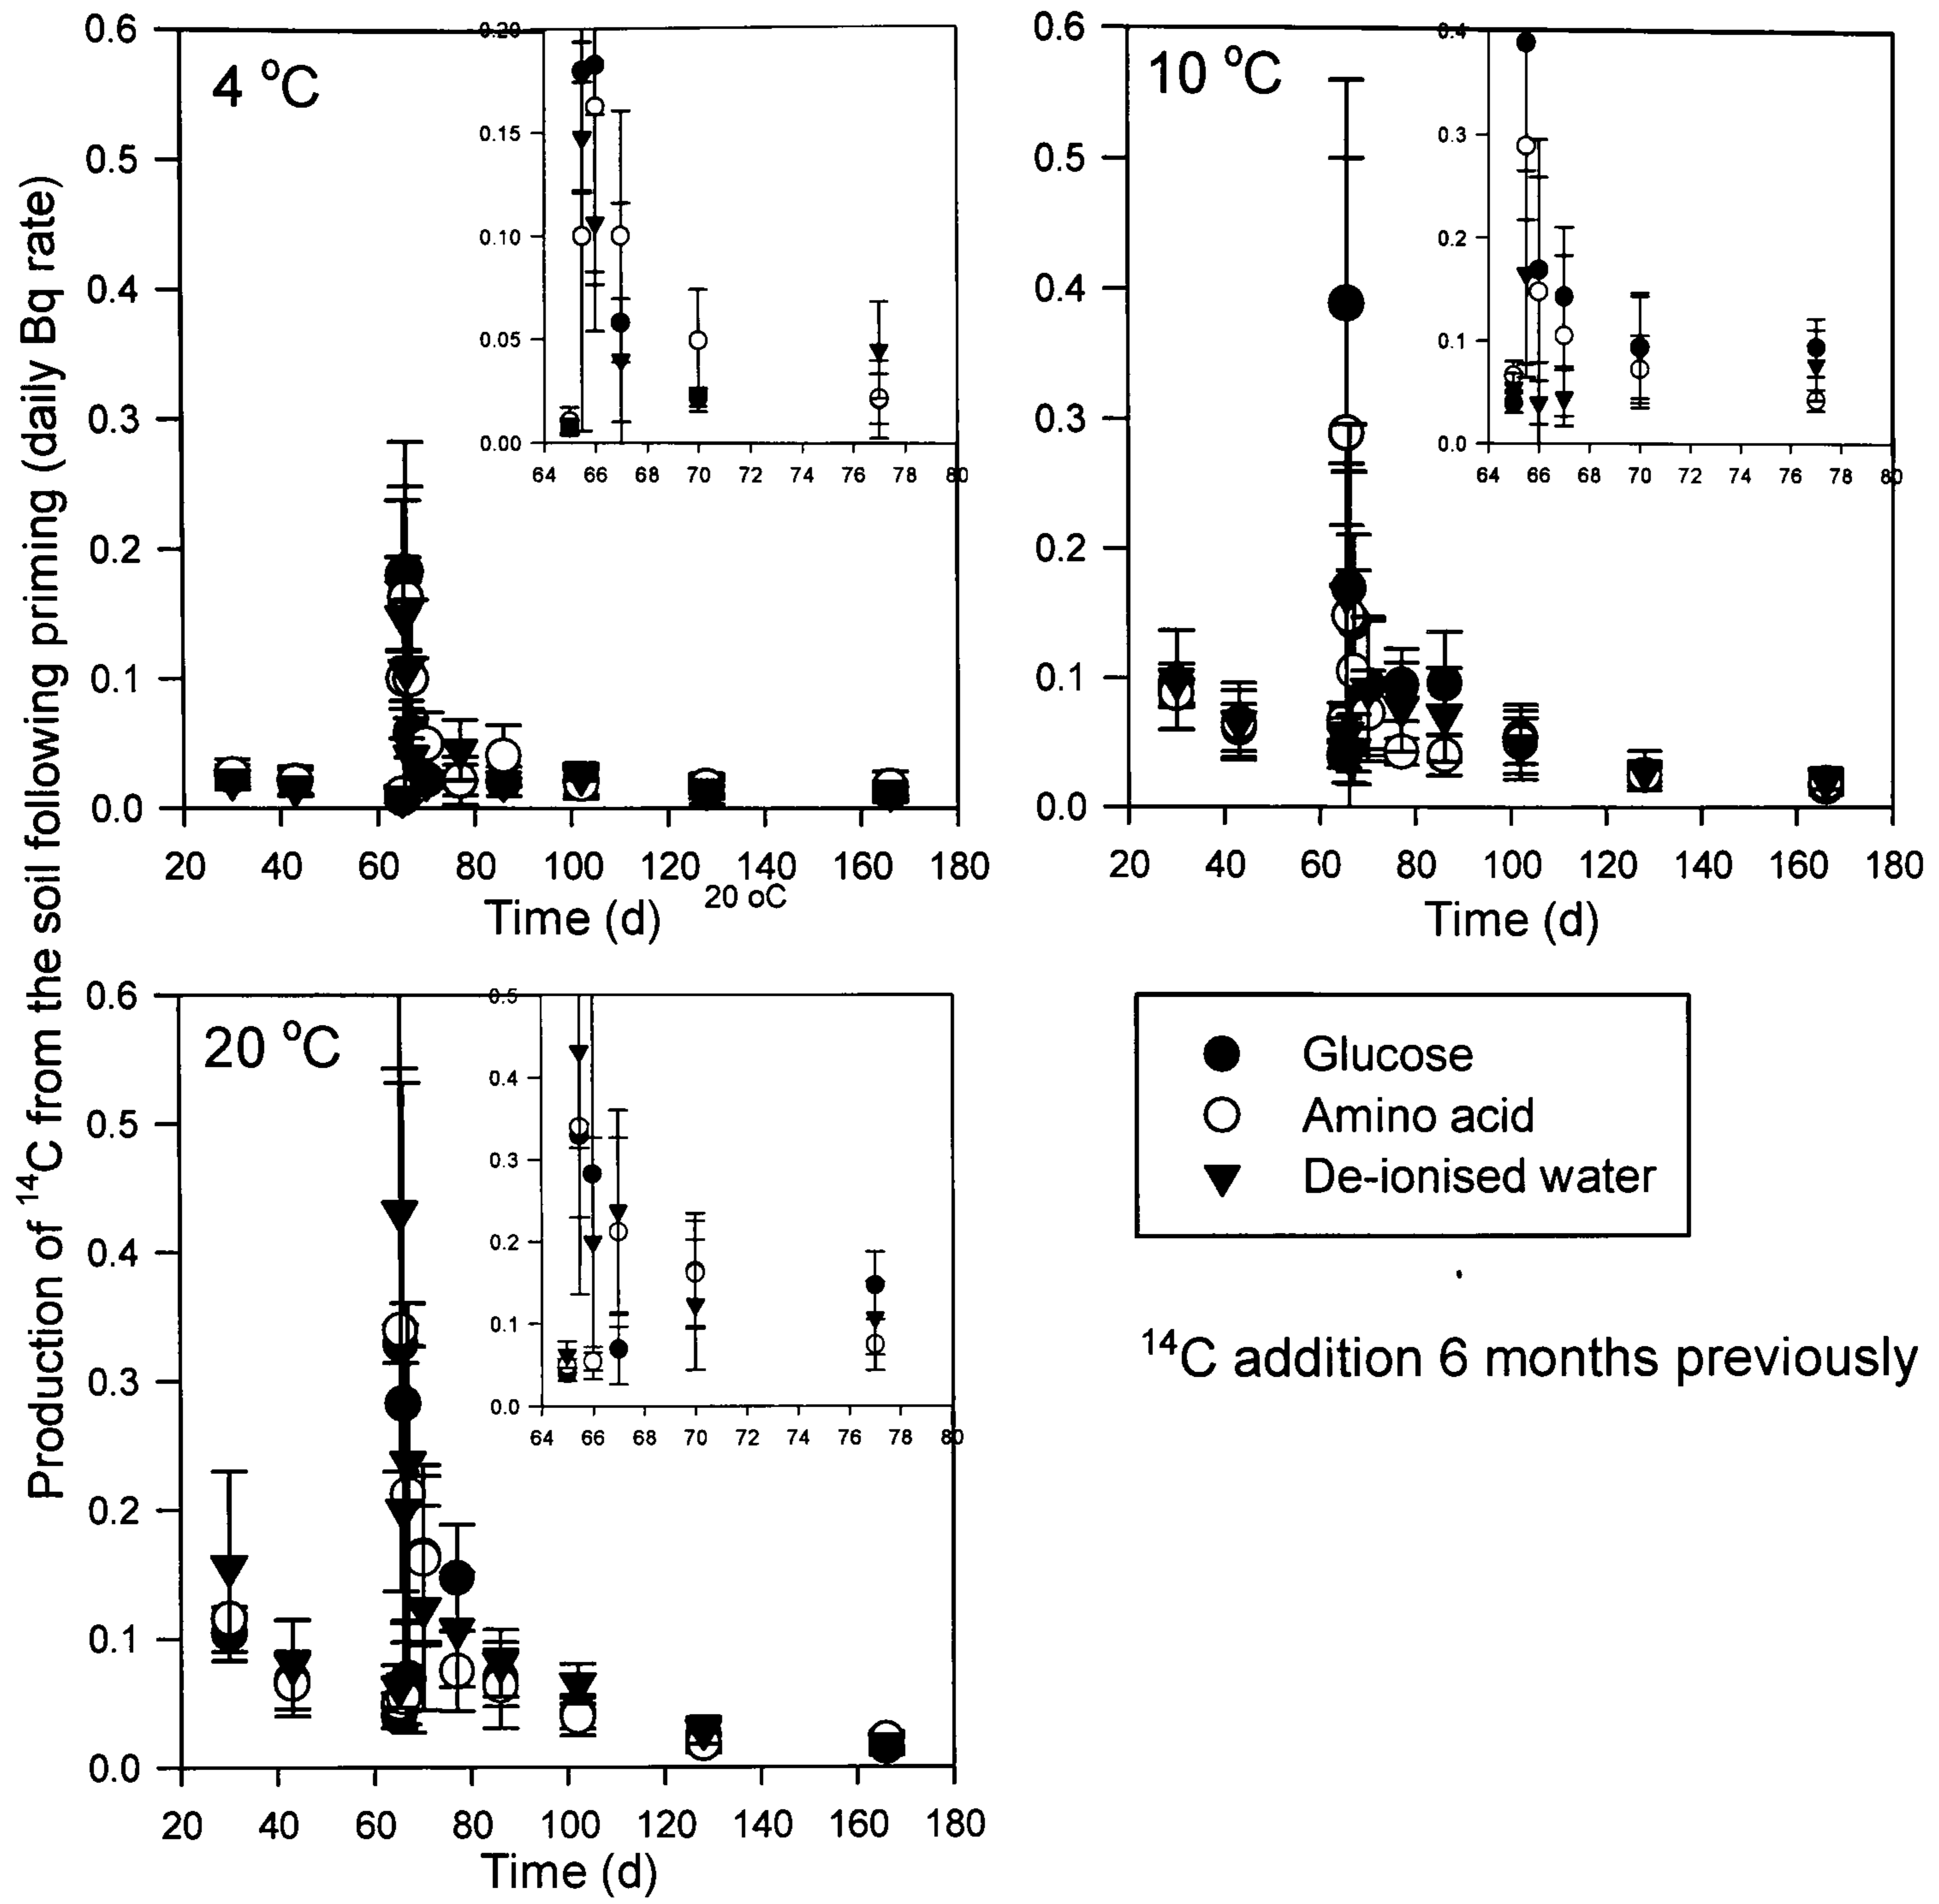 Production of ¹⁴C from the soil following priming (daily Bq rate)
4 °C
0.6
0.5
0.4
0.3
0.2
0.1
0.0
20 40 60 80 100 120 140 160 180
Time (d)
0.20
0.15
0.10
0.05
0.00
64 66 68 70 72 74 76 78 80
20 oC
10 °C
0.6
0.5
0.4
0.3
0.2
0.1
0.0
20 40 60 80 100 120 140 160 180
Time (d)
0.4
0.3
0.2
0.1
0.0
64 66 68 70 72 74 76 78 80
20 °C
0.6
0.5
0.4
0.3
0.2
0.1
0.0
20 40 60 80 100 120 140 160 180
Time (d)
0.5
0.4
0.3
0.2
0.1
0.0
64 66 68 70 72 74 76 78 80
Glucose
Amino acid
De-ionised water
¹⁴C addition 6 months previously